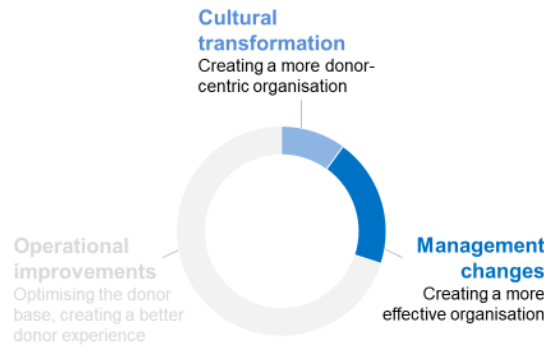 Cultural
transformation
Creating a more donor-
centric organisation
Operational
improvements
Optimising the donor
base, creating a better
donor experience
Management
changes
Creating a more
effective organisation